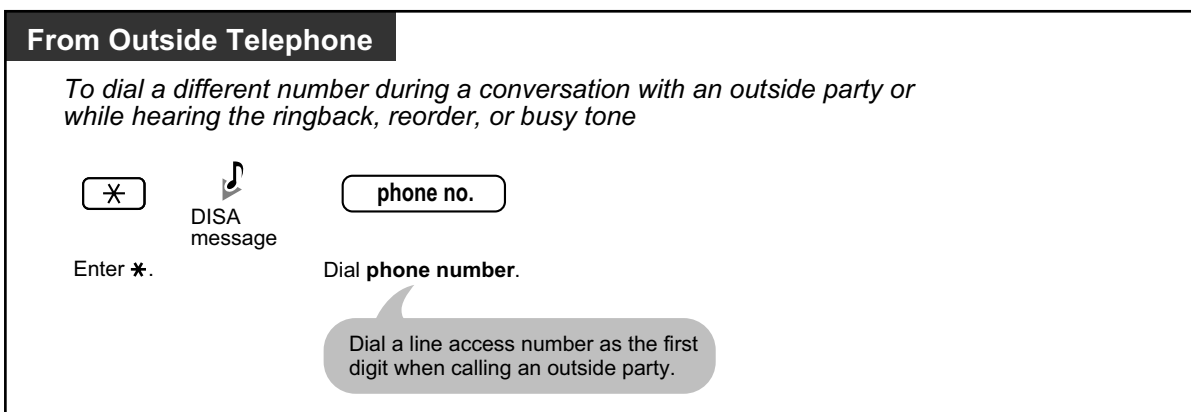 From Outside Telephone
To dial a different number during a conversation with an outside party or
while hearing the ringback, reorder, or busy tone
phone no.
DISA
message
Enter ✱.
Dial phone number.
Dial a line access number as the first
digit when calling an outside party.